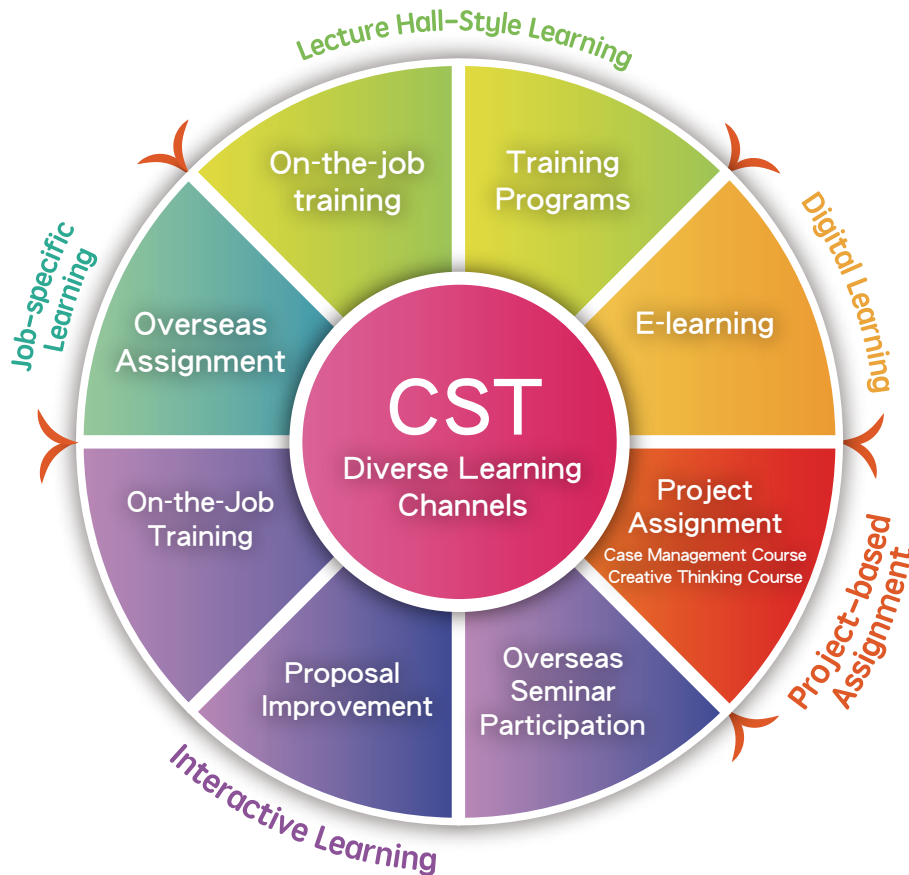 Lecture Hall-Style Learning
On-the-job
training
Training
Programs
Digital Learning
E-learning
Project
Assignment
Case Management Course
Creative Thinking Course
Project-based
Assignment
Overseas
Seminar
Participation
Proposal
Improvement
Interactive Learning
On-the-Job
Training
Overseas
Assignment
Job-specific
Learning
CST
Diverse Learning
Channels